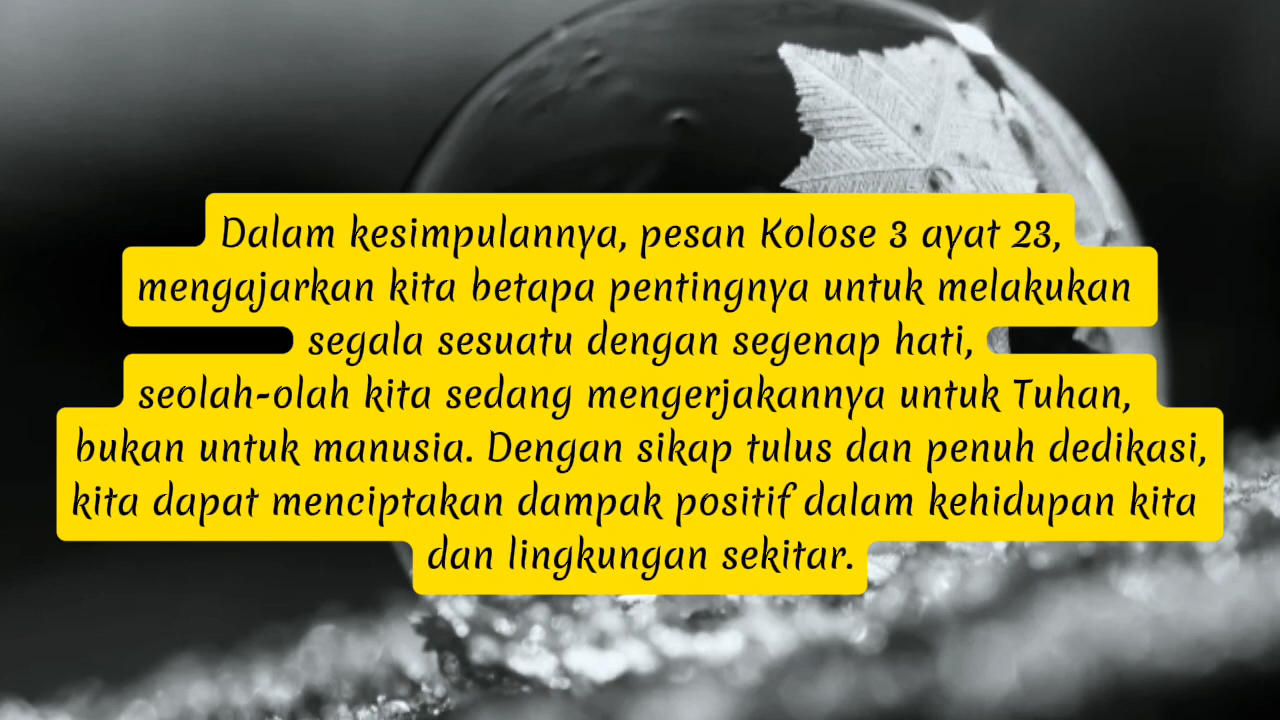 Dalam kesimpulannya, pesan Kolose 3 ayat 23,
mengajarkan kita betapa pentingnya untuk melakukan
segala sesuatu dengan segenap hati,
seolah-olah kita sedang mengerjakannya untuk Tuhan,
bukan untuk manusia. Dengan sikap tulus dan penuh dedikasi,
kita dapat menciptakan dampak positif dalam kehidupan kita
dan lingkungan sekitar.